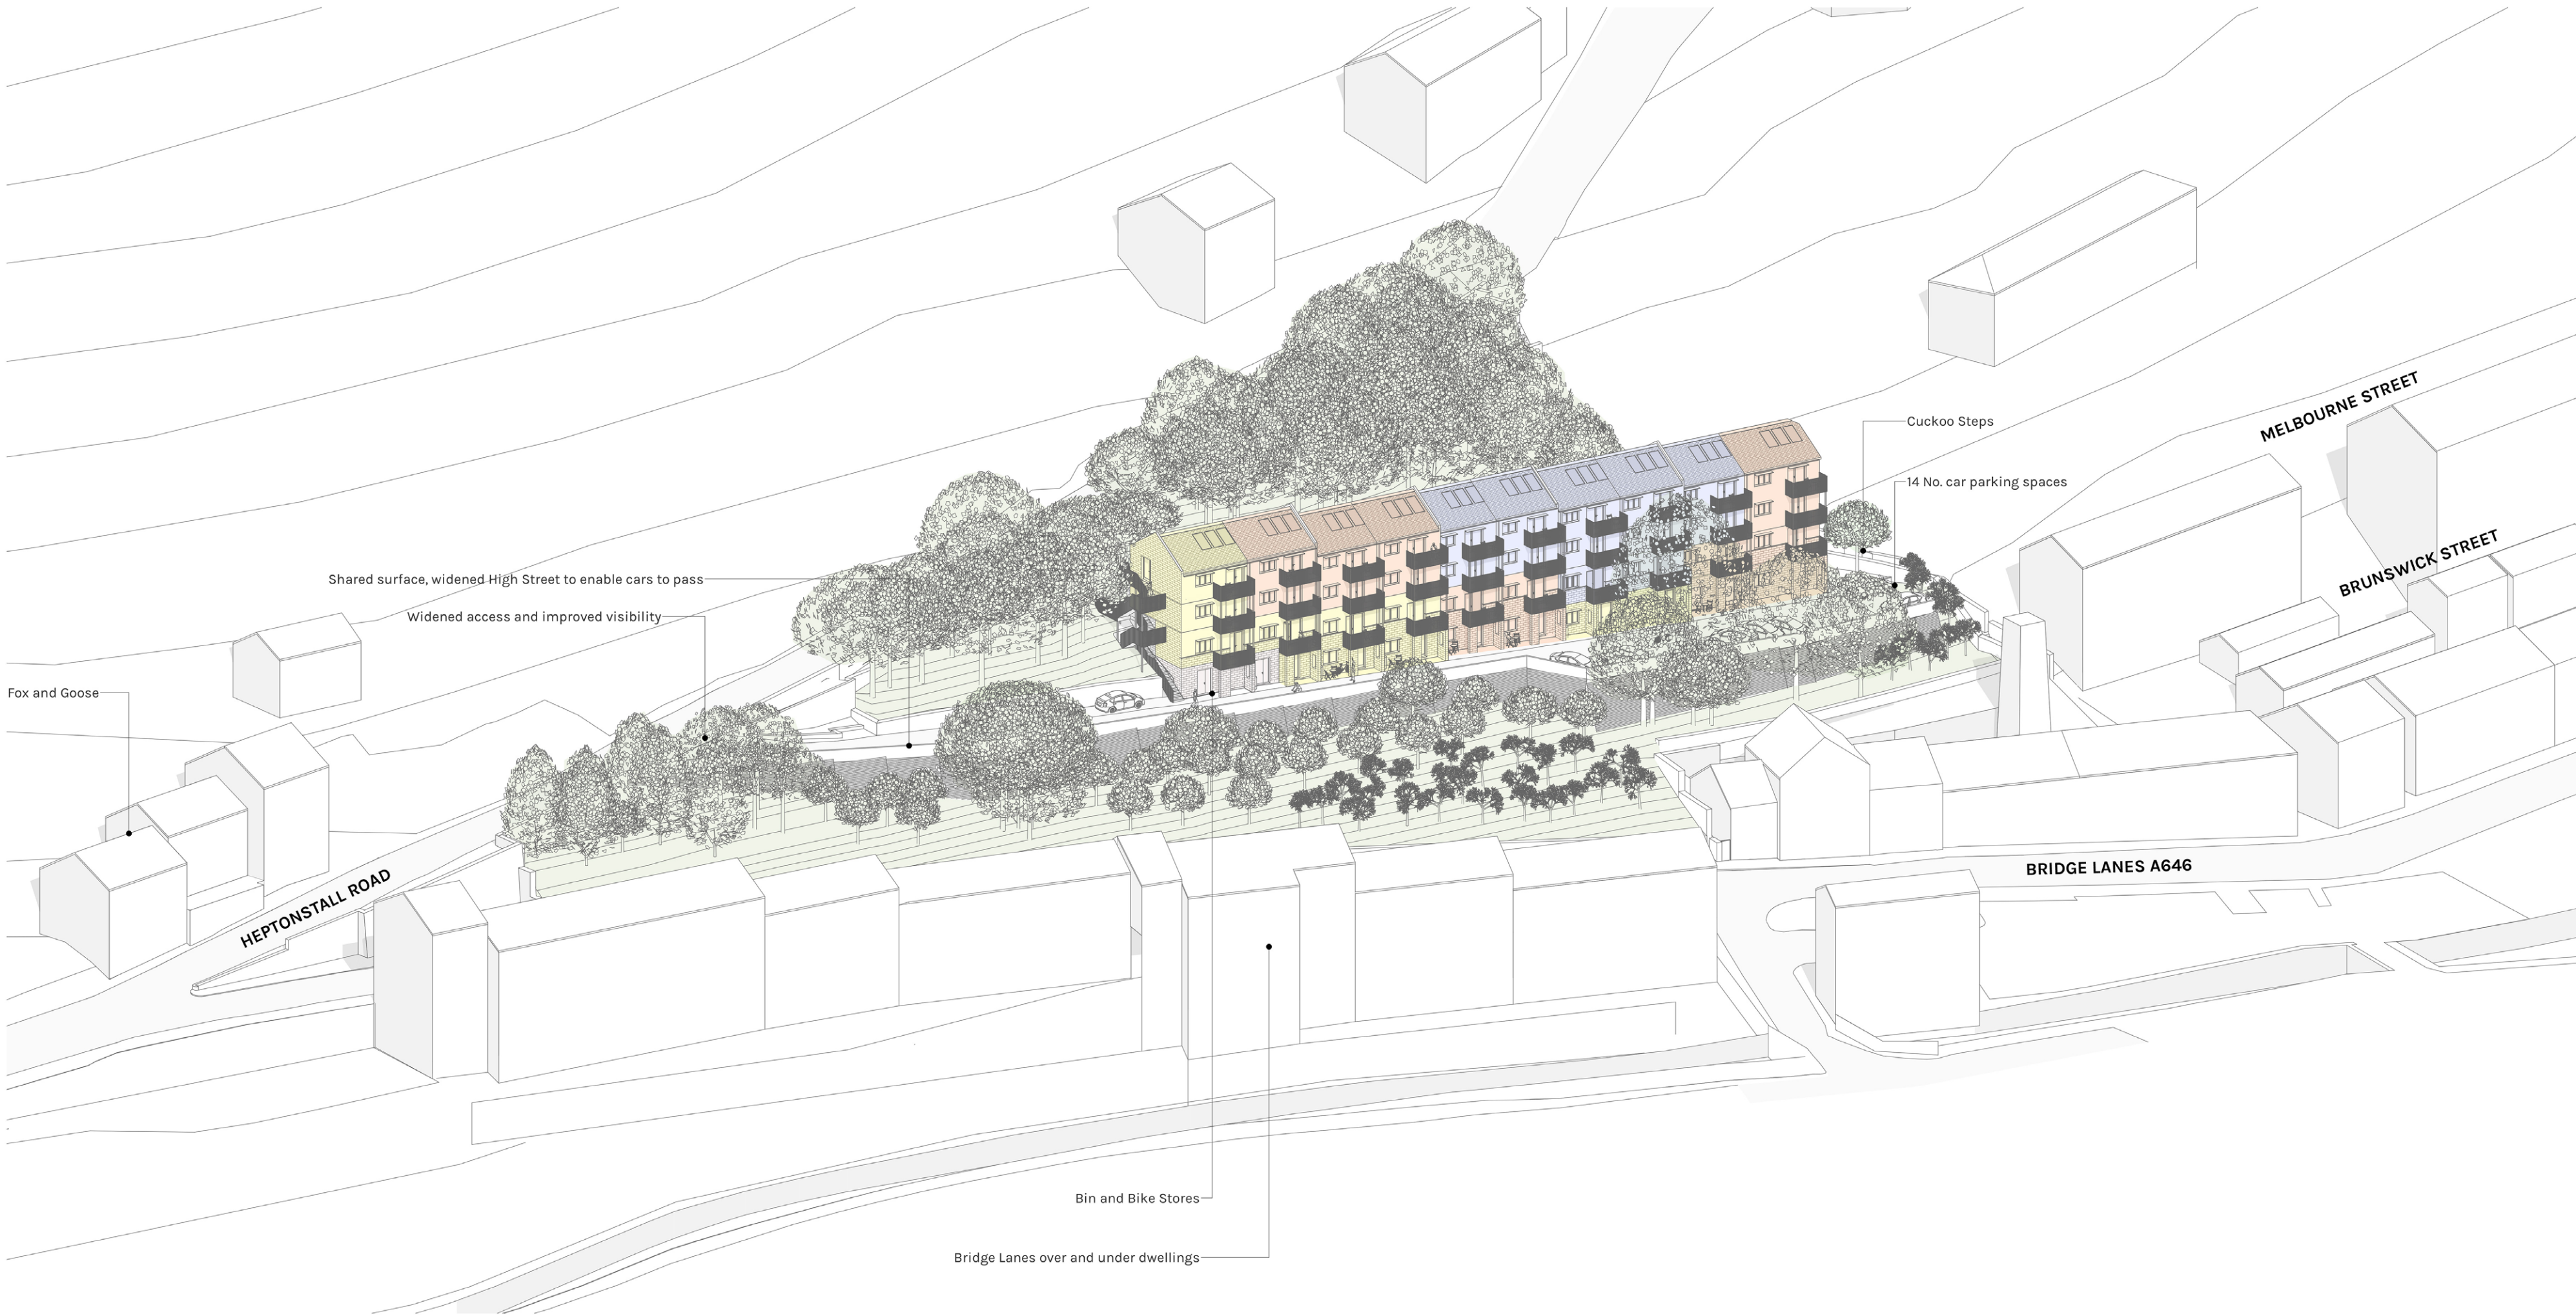 MELBOURNE STREET
Cuckoo Steps
14 No. car parking spaces
BRUNSWICK STREET
Shared surface, widened High Street to enable cars to pass
Widened access and improved visibility
Fox and Goose
HEPTONSTALL ROAD
BRIDGE LANES A646
Bin and Bike Stores
Bridge Lanes over and under dwellings